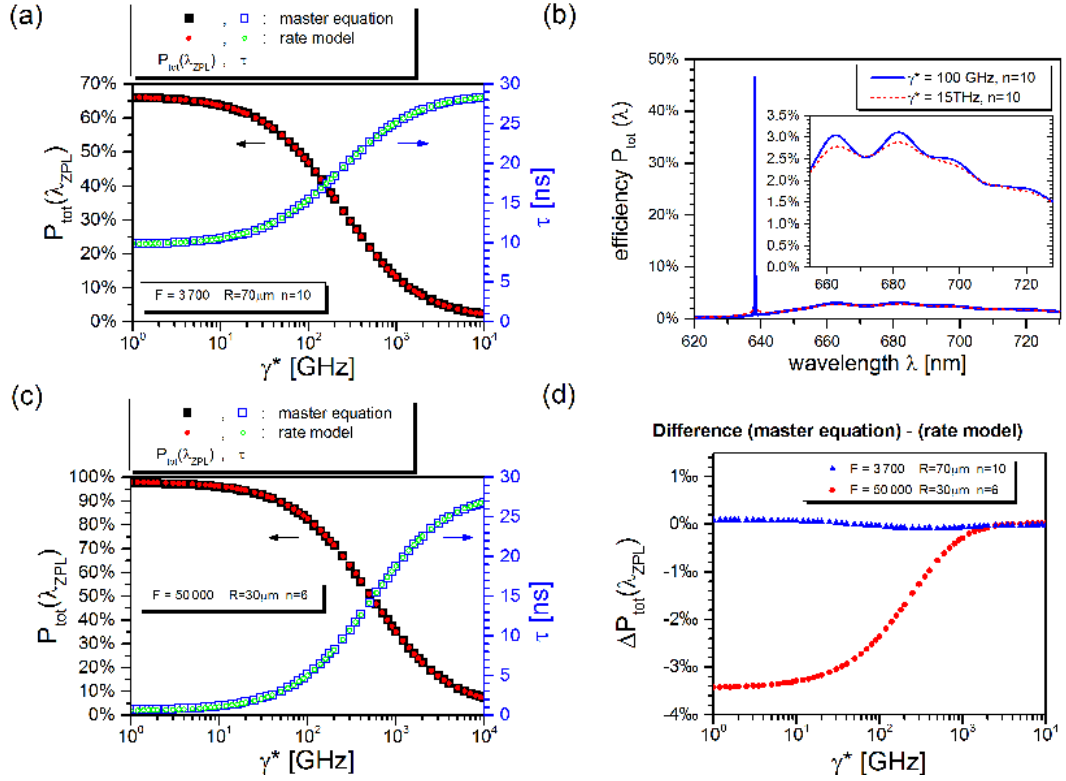 (a)
■ , □ : master equation
● , ○ : rate model
P_tot(λ_ZPL) , τ
70%
60%
50%
40%
30%
20%
10%
0%
P_tot(λ_ZPL)
30
25
20
15
10
5
0
τ [ns]
F = 3700 R=70μm n=10
10^0 10^1 10^2 10^3 10^4
γ* [GHz]
(b)
50%
40%
30%
20%
10%
0%
efficiency P_tot (λ)
γ* = 100 GHz, n=10
γ* = 15THz, n=10
3.5%
3.0%
2.5%
2.0%
1.5%
1.0%
0.5%
0.0%
660 680 700 720
620 640 660 680 700 720
wavelength λ [nm]
(c)
■ , □ : master equation
● , ○ : rate model
P_tot(λ_ZPL) , τ
100%
90%
80%
70%
60%
50%
40%
30%
20%
10%
0%
P_tot(λ_ZPL)
30
25
20
15
10
5
0
τ [ns]
F = 50000 R=30μm n=6
10^0 10^1 10^2 10^3 10^4
γ* [GHz]
(d)
Difference (master equation) - (rate model)
1‰
0‰
-1‰
-2‰
-3‰
-4‰
ΔP_tot(λ_ZPL)
F = 3700 R=70μm n=10
F = 50000 R=30μm n=6
10^0 10^1 10^2 10^3 10^4
γ* [GHz]